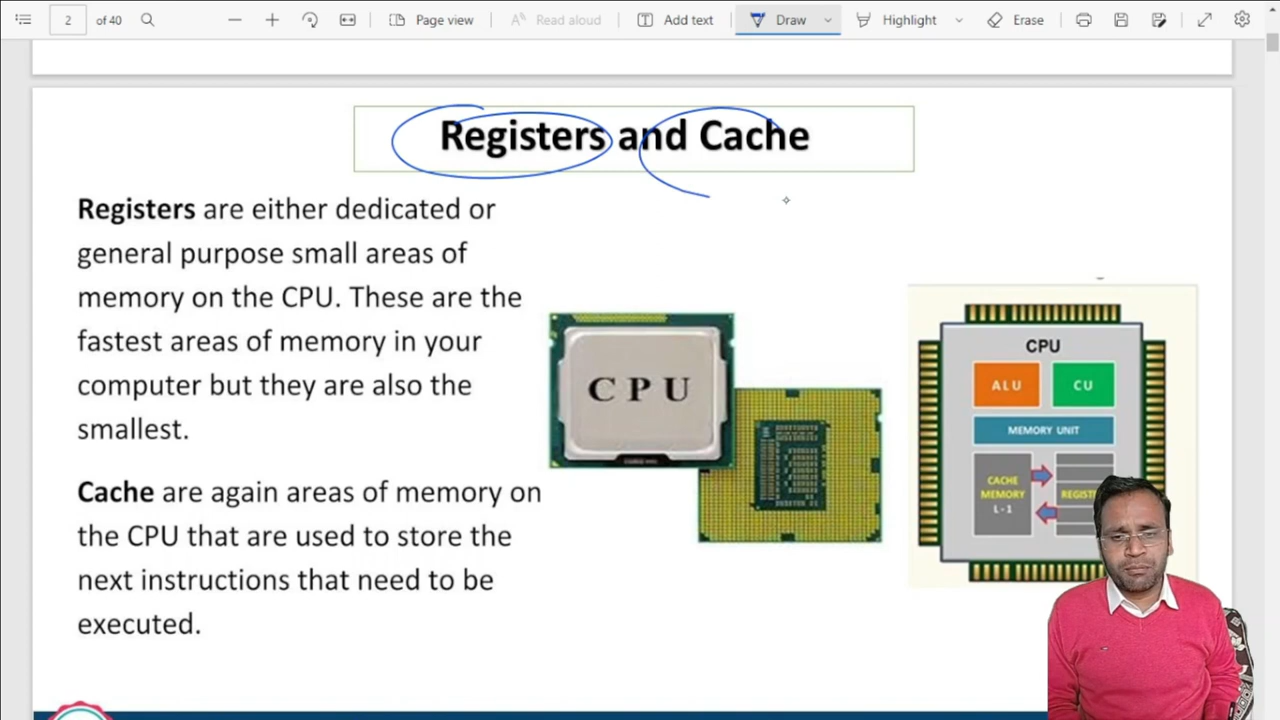 2 of 40 Page view Read aloud Add text Draw Highlight Erase
Registers and Cache
Registers are either dedicated or
general purpose small areas of
memory on the CPU. These are the
fastest areas of memory in your
computer but they are also the
smallest.
Cache are again areas of memory on
the CPU that are used to store the
next instructions that need to be
executed.
CPU
CPU
ALU CU
MEMORY UNIT
CACHE
MEMORY
L-1